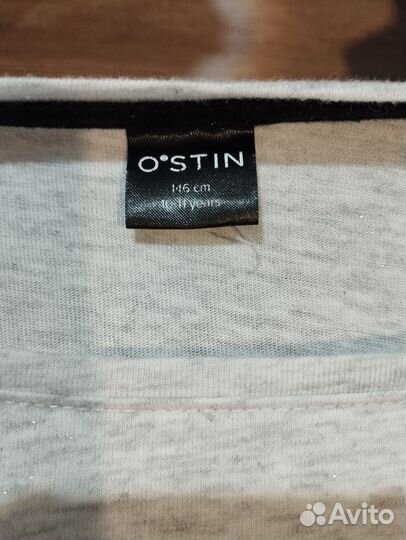 O'STIN
146 cm
10-11 years
Avito